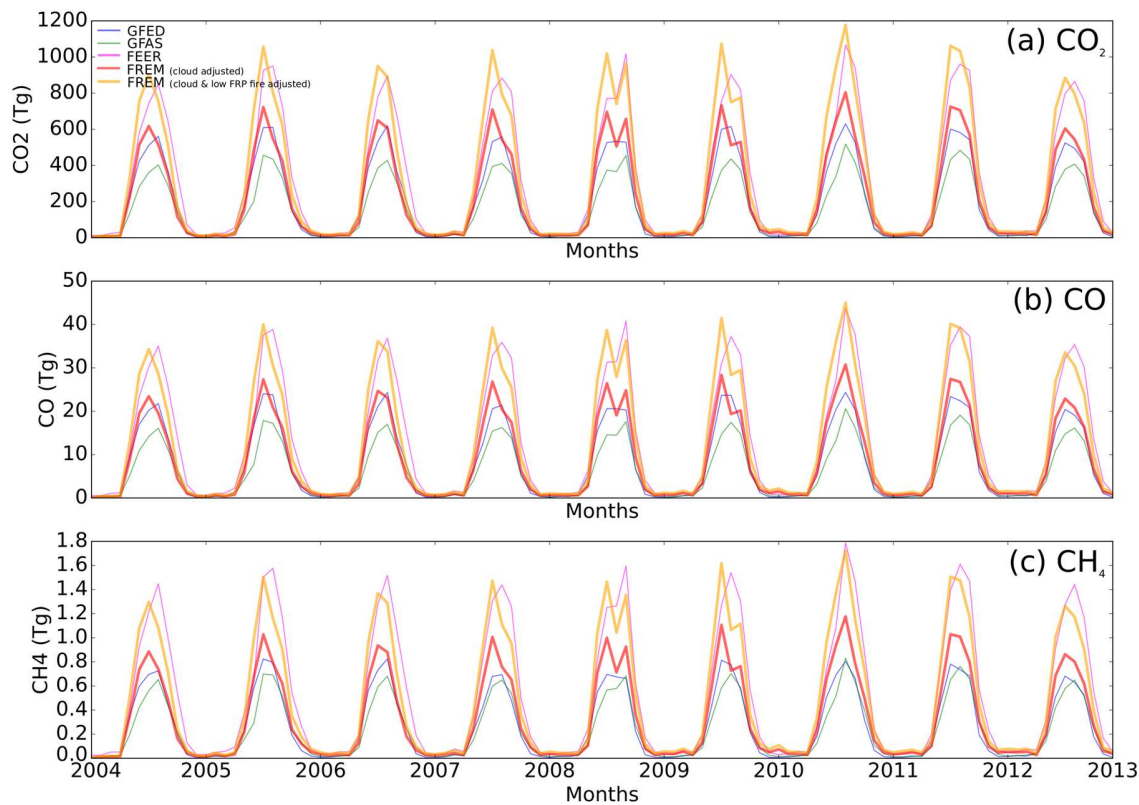 1200
1000
800
600
400
200
0
CO2 (Tg)
GFED
GFAS
FEER
FREM (cloud adjusted)
FREM (cloud & low FRP fire adjusted)
(a) CO₂
Months
50
40
30
20
10
0
CO (Tg)
(b) CO
Months
1.8
1.6
1.4
1.2
1.0
0.8
0.6
0.4
0.2
0.0
CH4 (Tg)
(c) CH₄
2004 2005 2006 2007 2008 2009 2010 2011 2012 2013
Months